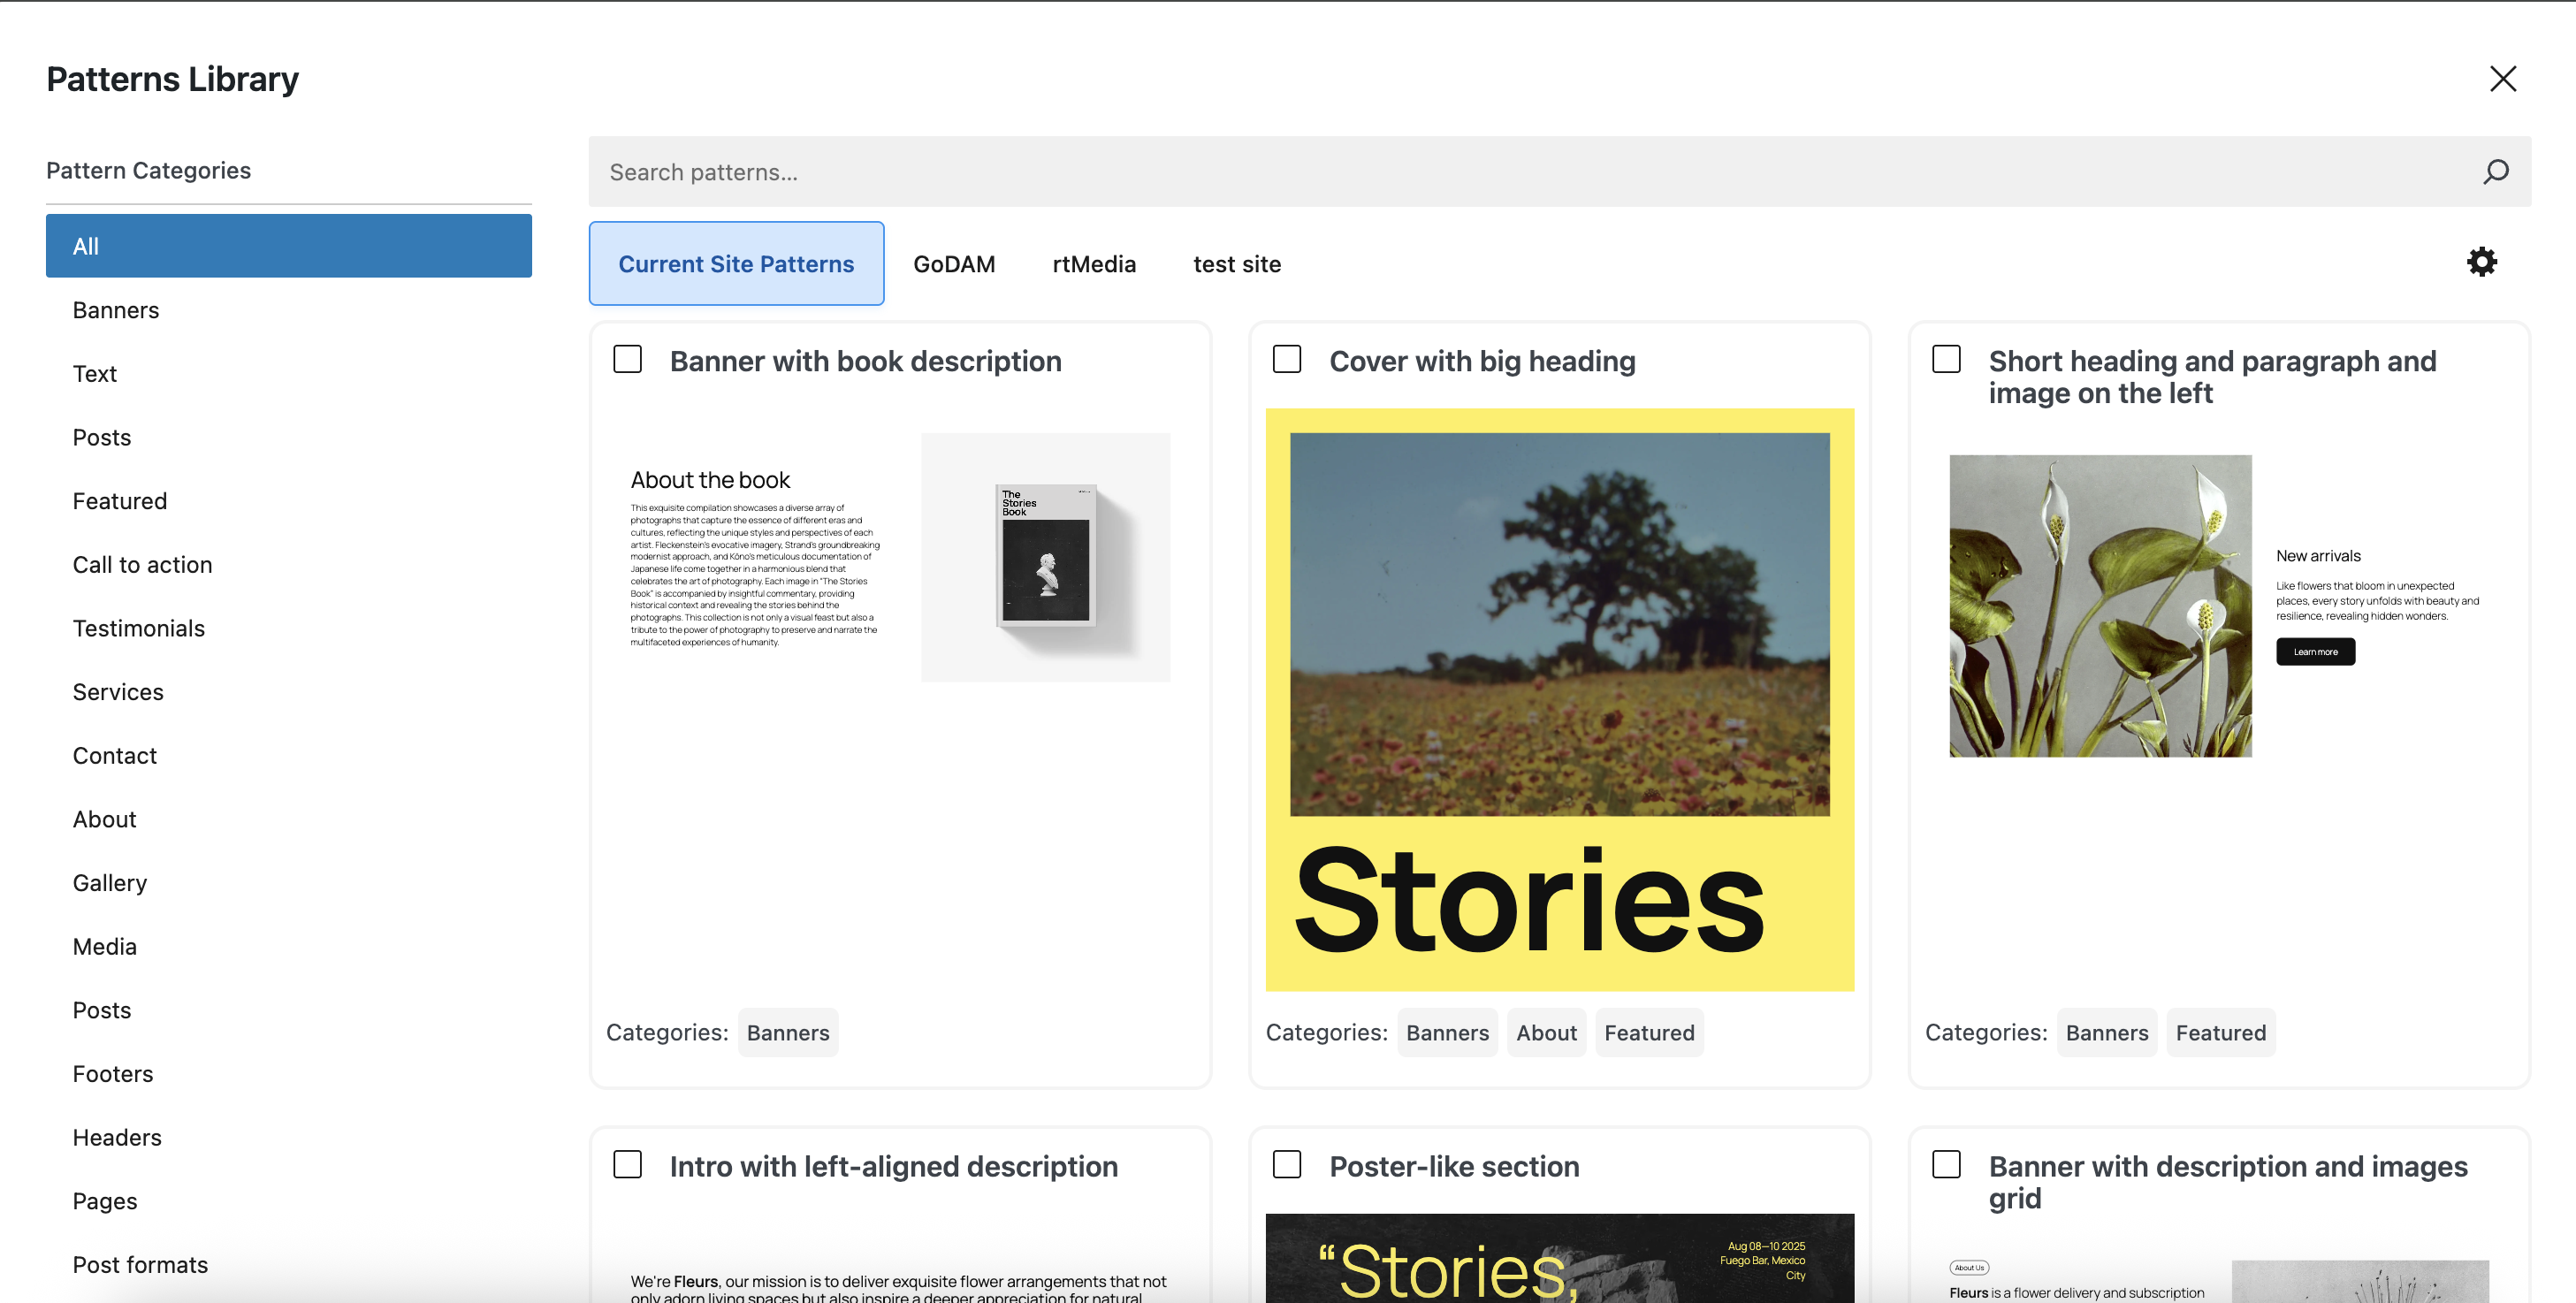 Patterns Library
Pattern Categories
All
Banners
Text
Posts
Featured
Call to action
Testimonials
Services
Contact
About
Gallery
Media
Posts
Footers
Headers
Pages
Post formats
Search patterns...
Current Site Patterns
GoDAM
rtMedia
test site
Banner with book description
About the book
This exquisite compilation showcases a diverse array of
photographs that capture the essence of different eras and
cultures, reflecting the unique styles and perspectives of each
artist. Fleckenstein's evocative imagery, Strand's groundbreaking
modernist approach, and Kōno's meticulous documentation of
Japanese life come together in a harmonious blend that
celebrates the art of photography. Each image in "The Stories
Book" is accompanied by insightful commentary, providing
historical context and revealing the stories behind the
photographs. This collection is not only a visual feast but also a
tribute to the power of photography to preserve and narrate the
multifaceted experiences of humanity.
The
Stories
Book
Categories:
Banners
Cover with big heading
Stories
Categories:
Banners
About
Featured
Short heading and paragraph and
image on the left
New arrivals
Like flowers that bloom in unexpected
places, every story unfolds with beauty and
resilience, revealing hidden wonders.
Learn more
Categories:
Banners
Featured
Intro with left-aligned description
We're Fleurs, our mission is to deliver exquisite flower arrangements that not
only adorn living spaces but also inspire a deeper appreciation for natural
Poster-like section
“Stories,
Aug 08—10 2025
Fuego Bar, Mexico
City
Banner with description and images
grid
About Us
Fleurs is a flower delivery and subscription